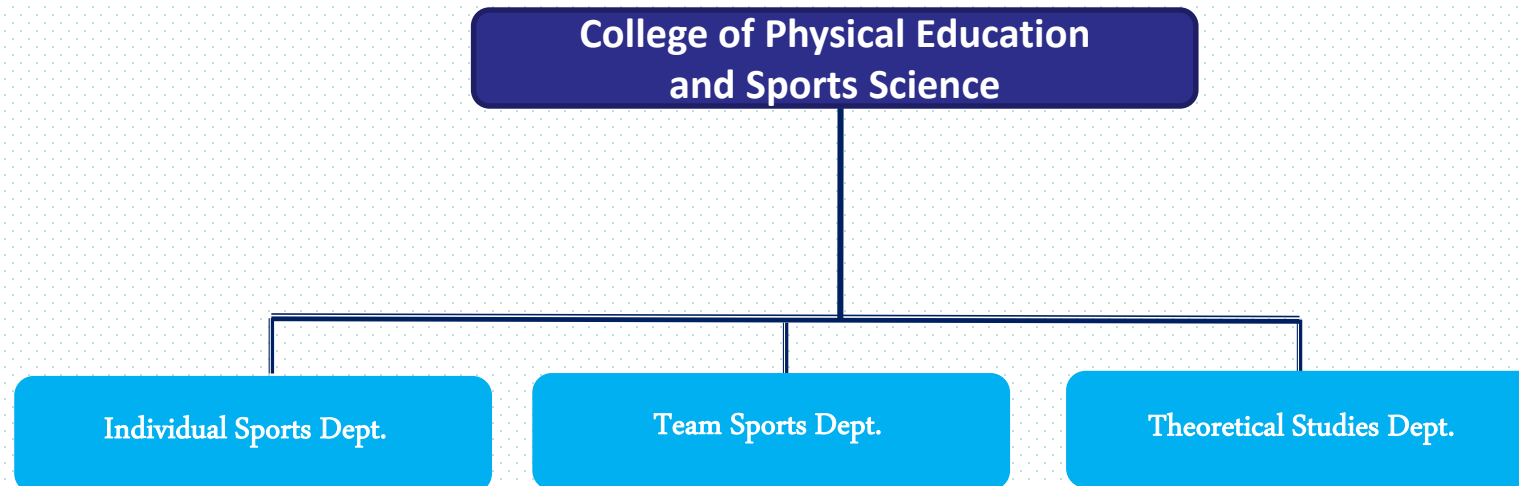 College of Physical Education
and Sports Science
Individual Sports Dept.
Team Sports Dept.
Theoretical Studies Dept.